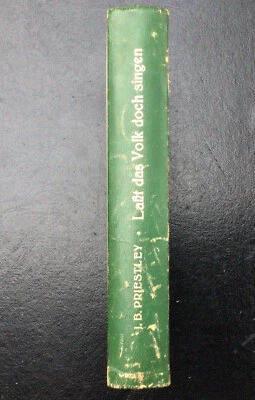 J. B. PRIESTLEY • Laßt das Volk doch singen